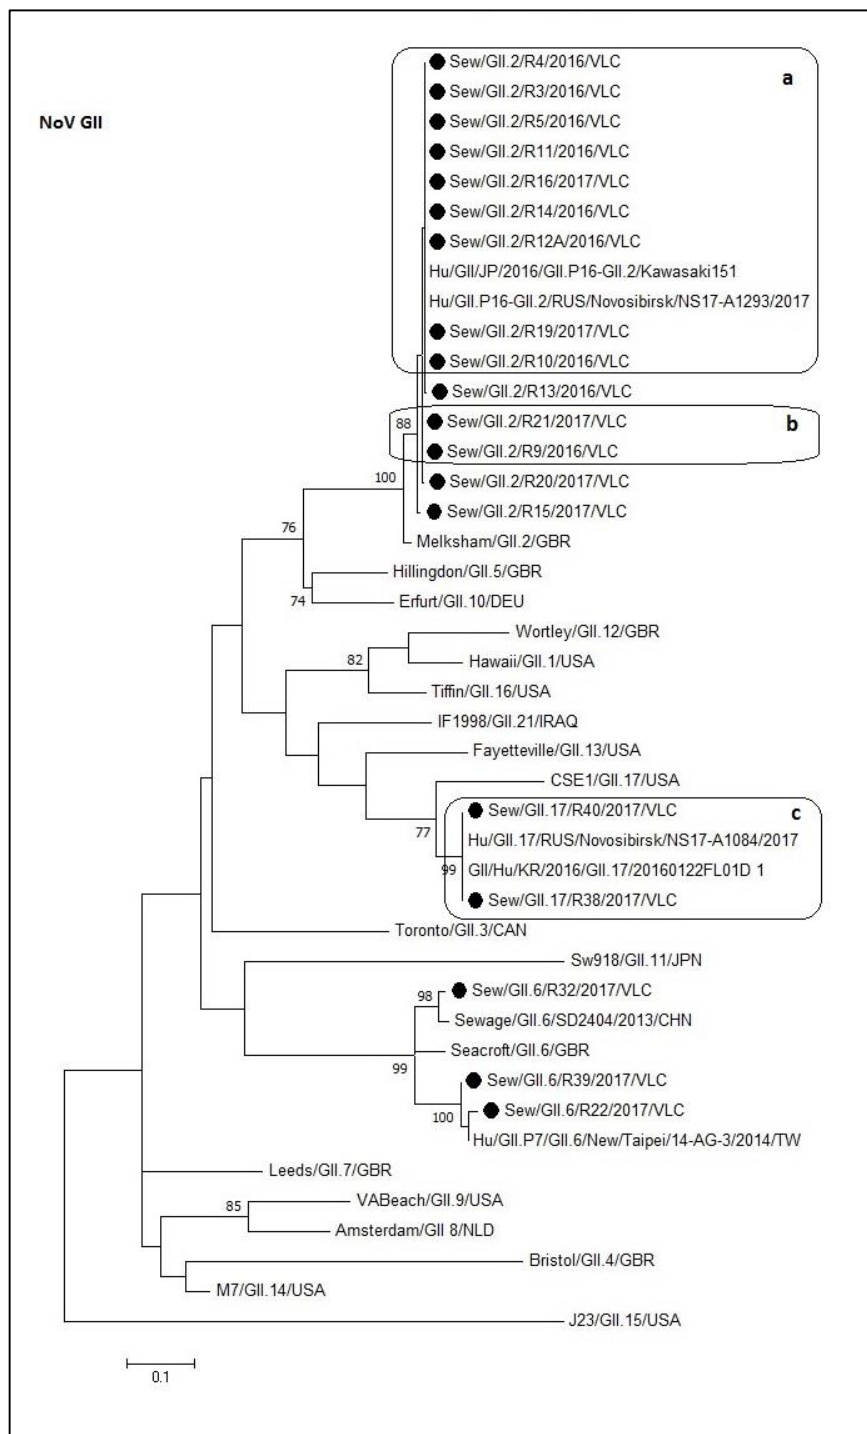 NoV GII
Sew/GII.2/R4/2016/VLC
a
Sew/GII.2/R3/2016/VLC
Sew/GII.2/R5/2016/VLC
Sew/GII.2/R11/2016/VLC
Sew/GII.2/R16/2017/VLC
Sew/GII.2/R14/2016/VLC
Sew/GII.2/R12A/2016/VLC
Hu/GII/JP/2016/GII.P16-GII.2/Kawasaki151
Hu/GII.P16-GII.2/RUS/Novosibirsk/NS17-A1293/2017
Sew/GII.2/R19/2017/VLC
Sew/GII.2/R10/2016/VLC
Sew/GII.2/R13/2016/VLC
Sew/GII.2/R21/2017/VLC
b
88
Sew/GII.2/R9/2016/VLC
100
Sew/GII.2/R20/2017/VLC
Sew/GII.2/R15/2017/VLC
76
Melksham/GII.2/GBR
Hillingdon/GII.5/GBR
74
Erfurt/GII.10/DEU
Wortley/GII.12/GBR
82
Hawaii/GII.1/USA
Tiffin/GII.16/USA
IF1998/GII.21/IRAQ
Fayetteville/GII.13/USA
CSE1/GII.17/USA
Sew/GII.17/R40/2017/VLC
c
77
Hu/GII.17/RUS/Novosibirsk/NS17-A1084/2017
99
GII/Hu/KR/2016/GII.17/20160122FL01D 1
Sew/GII.17/R38/2017/VLC
Toronto/GII.3/CAN
Sw918/GII.11/JPN
98
Sew/GII.6/R32/2017/VLC
Sewage/GII.6/SD2404/2013/CHN
Seacroft/GII.6/GBR
99
Sew/GII.6/R39/2017/VLC
100
Sew/GII.6/R22/2017/VLC
Hu/GII.P7/GII.6/New/Taipei/14-AG-3/2014/TW
Leeds/GII.7/GBR
85
VABeach/GII.9/USA
Amsterdam/GII 8/NLD
Bristol/GII.4/GBR
M7/GII.14/USA
J23/GII.15/USA
0.1